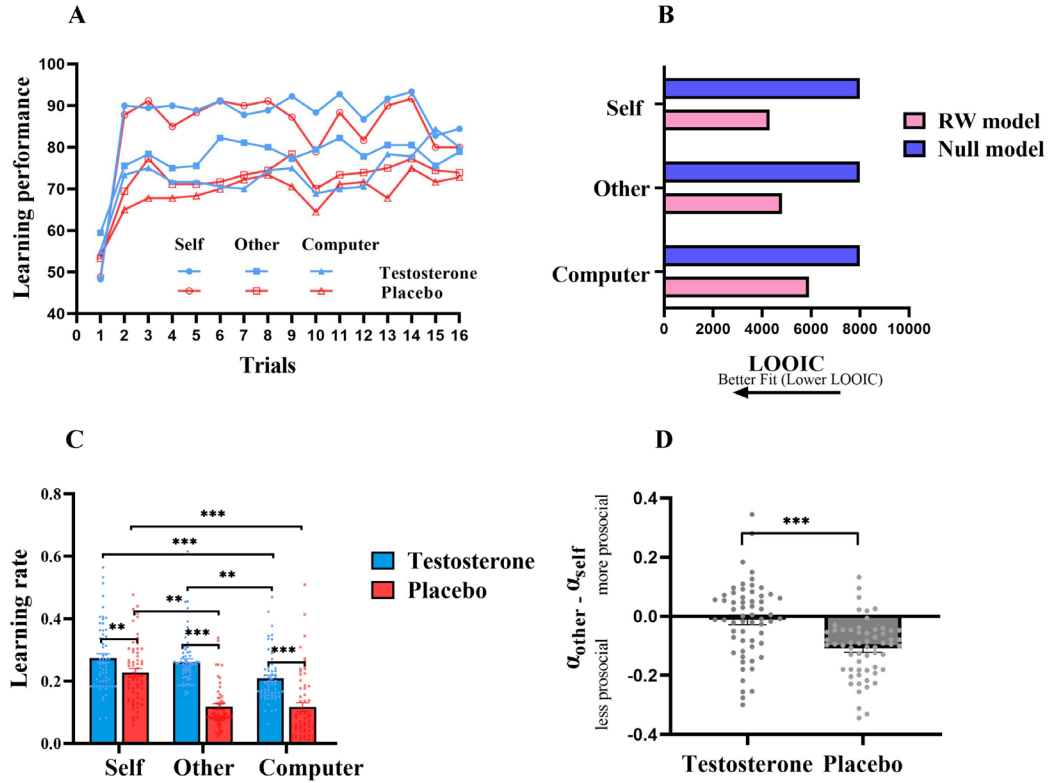 A
Learning performance
100
90
80
70
60
50
40
Self Other Computer
Testosterone
Placebo
0 1 2 3 4 5 6 7 8 9 10 11 12 13 14 15 16
Trials
B
Self
Other
Computer
RW model
Null model
0 2000 4000 6000 8000 10000
LOOIC
Better Fit (Lower LOOIC)
C
Learning rate
0.8
0.6
0.4
0.2
0.0
***
***
**
**
**
***
***
Testosterone
Placebo
Self Other Computer
D
αother - αself
less prosocial more prosocial
0.4
0.2
0.0
-0.2
-0.4
***
Testosterone Placebo